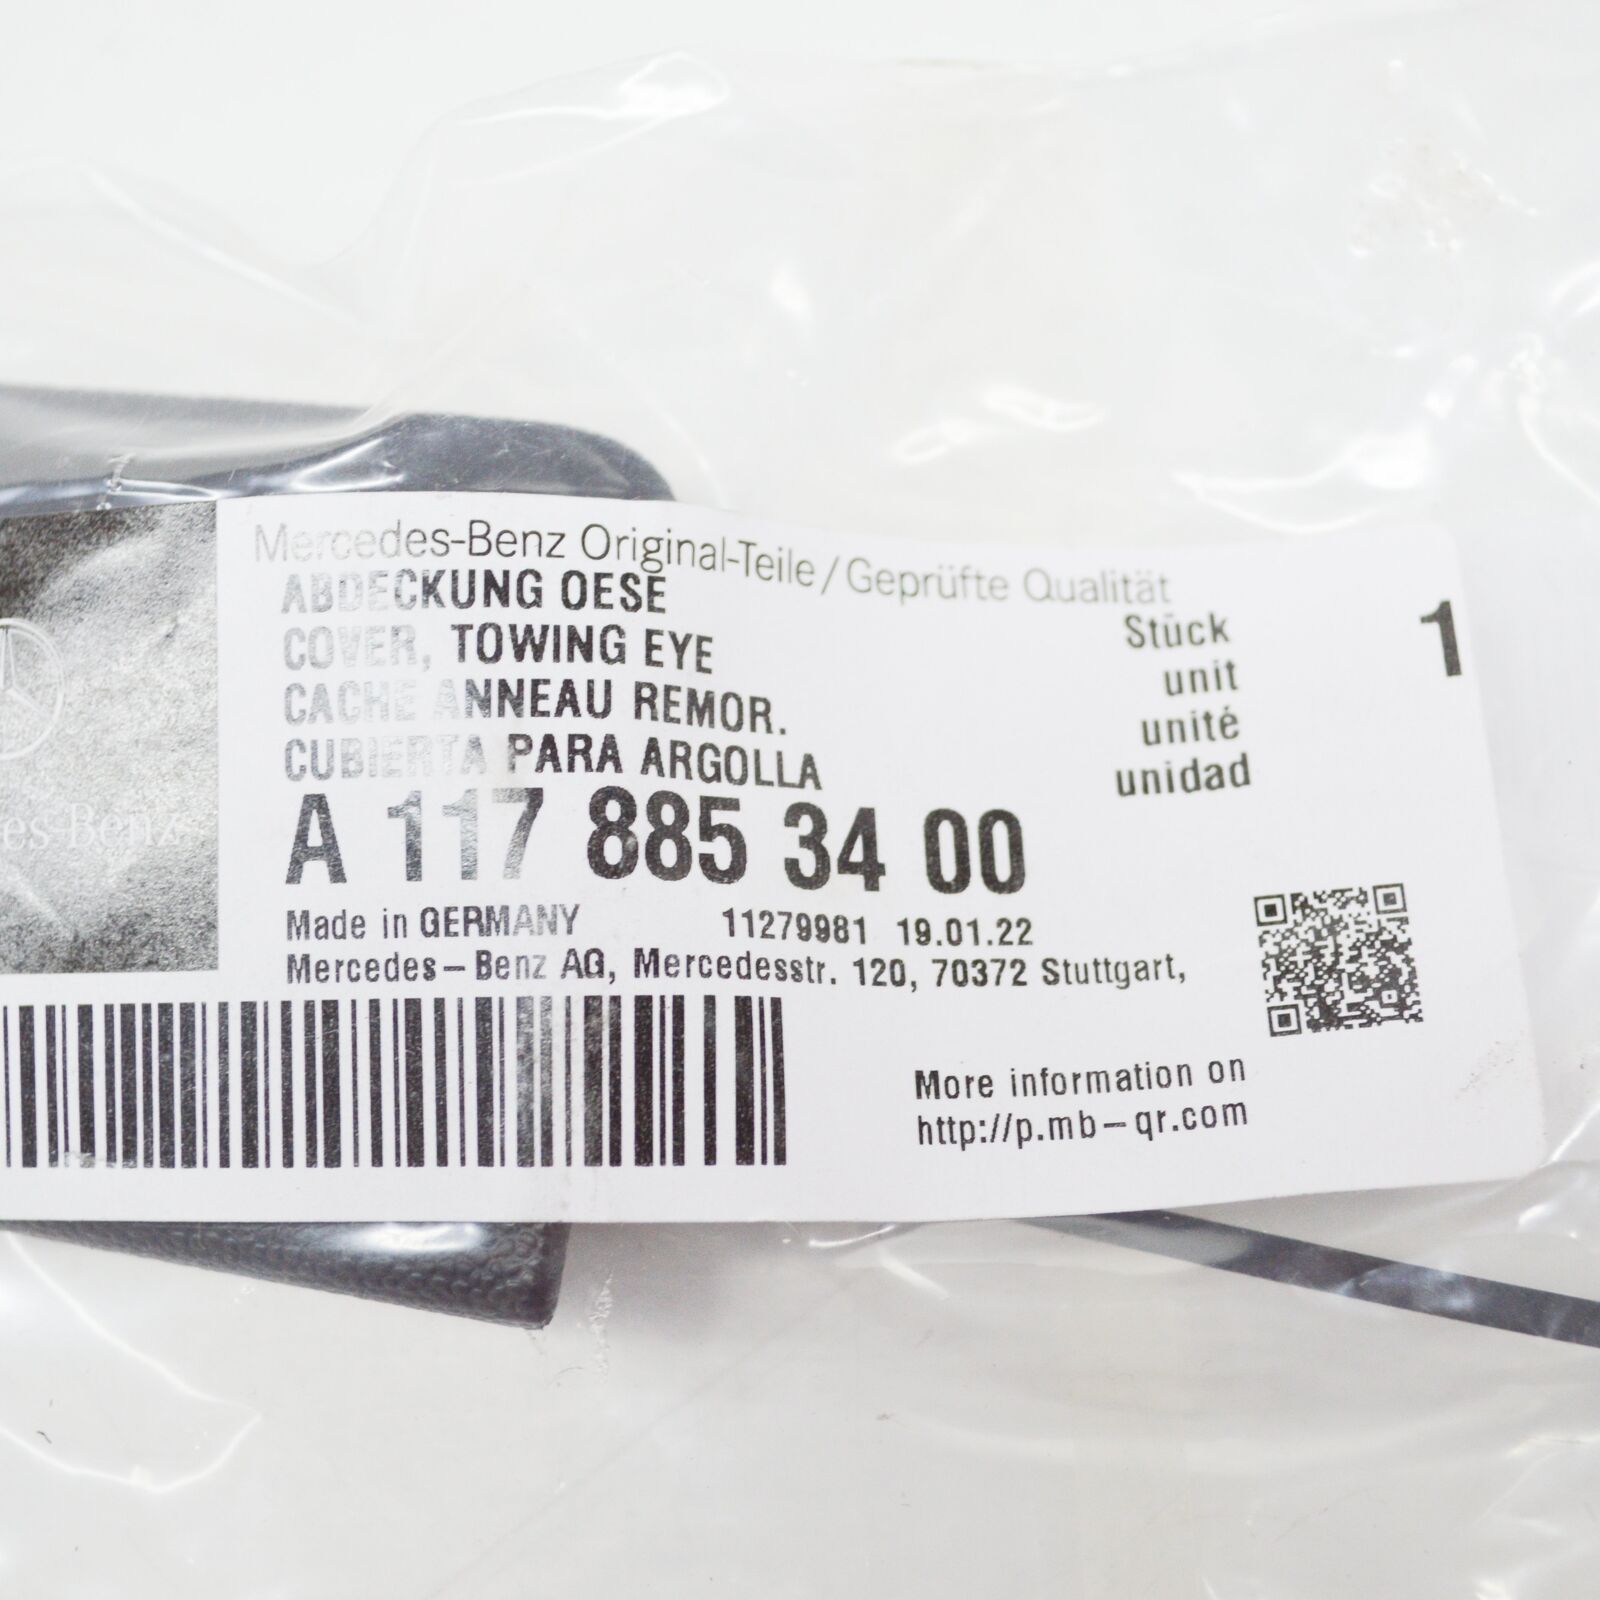 Mercedes-Benz Original-Teile / Geprüfte Qualität
ABDECKUNG OESE
COVER, TOWING EYE
CACHE ANNEAU REMOR.
CUBIERTA PARA ARGOLLA
Stück
unit
unité
unidad
1
A 117 885 34 00
Made in GERMANY 11279981 19.01.22
Mercedes-Benz AG, Mercedesstr. 120, 70372 Stuttgart,
More information on
http://p.mb-qr.com
es-Benz